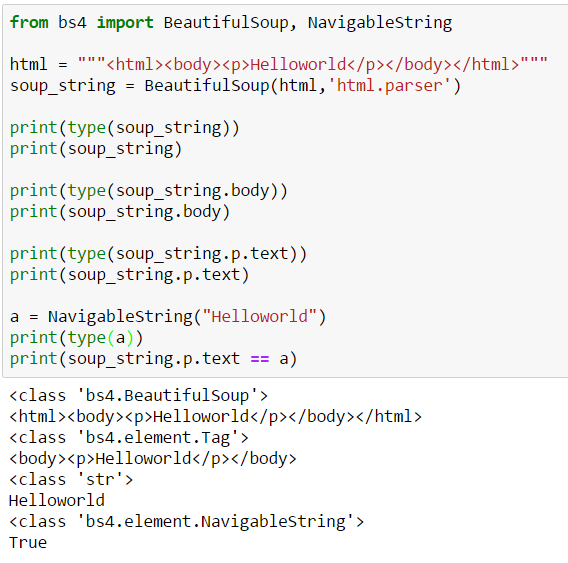 from bs4 import BeautifulSoup, NavigableString
html = """<html><body><p>Helloworld</p></body></html>"""
soup_string = BeautifulSoup(html,'html.parser')
print(type(soup_string))
print(soup_string)
print(type(soup_string.body))
print(soup_string.body)
print(type(soup_string.p.text))
print(soup_string.p.text)
a = NavigableString("Helloworld")
print(type(a))
print(soup_string.p.text == a)
<class 'bs4.BeautifulSoup'>
<html><body><p>Helloworld</p></body></html>
<class 'bs4.element.Tag'>
<body><p>Helloworld</p></body>
<class 'str'>
Helloworld
<class 'bs4.element.NavigableString'>
True